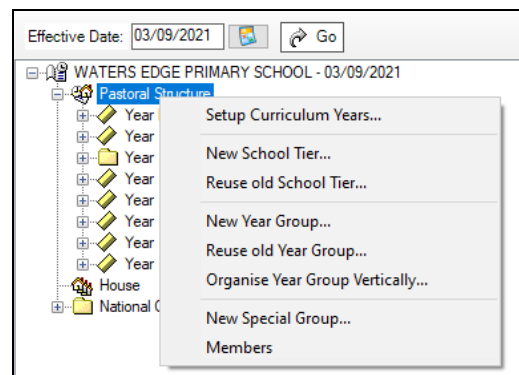 Effective Date: 03/09/2021 Go
WATERS EDGE PRIMARY SCHOOL - 03/09/2021
Pastoral Structure
Year
Year
Year
Year
Year
Year
Year
Year
House
National
Setup Curriculum Years...
New School Tier...
Reuse old School Tier...
New Year Group...
Reuse old Year Group...
Organise Year Group Vertically...
New Special Group...
Members